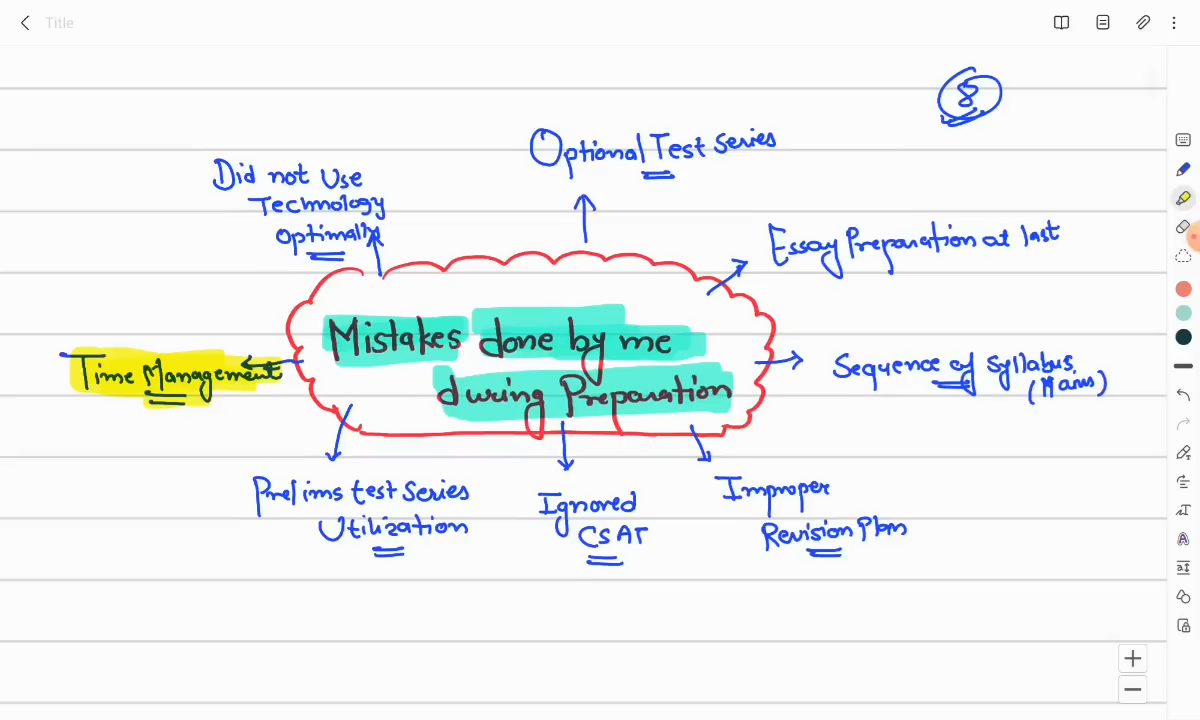 Title
8
Optional Test Series
Did not Use
Technology
Optimally
Essay Preparation at last
Mistakes done by me
during Preparation
Time Management
Sequence of Syllabus
(Mains)
Prelims test Series
Utilization
Ignored
CSAT
Improper
Revision Plan